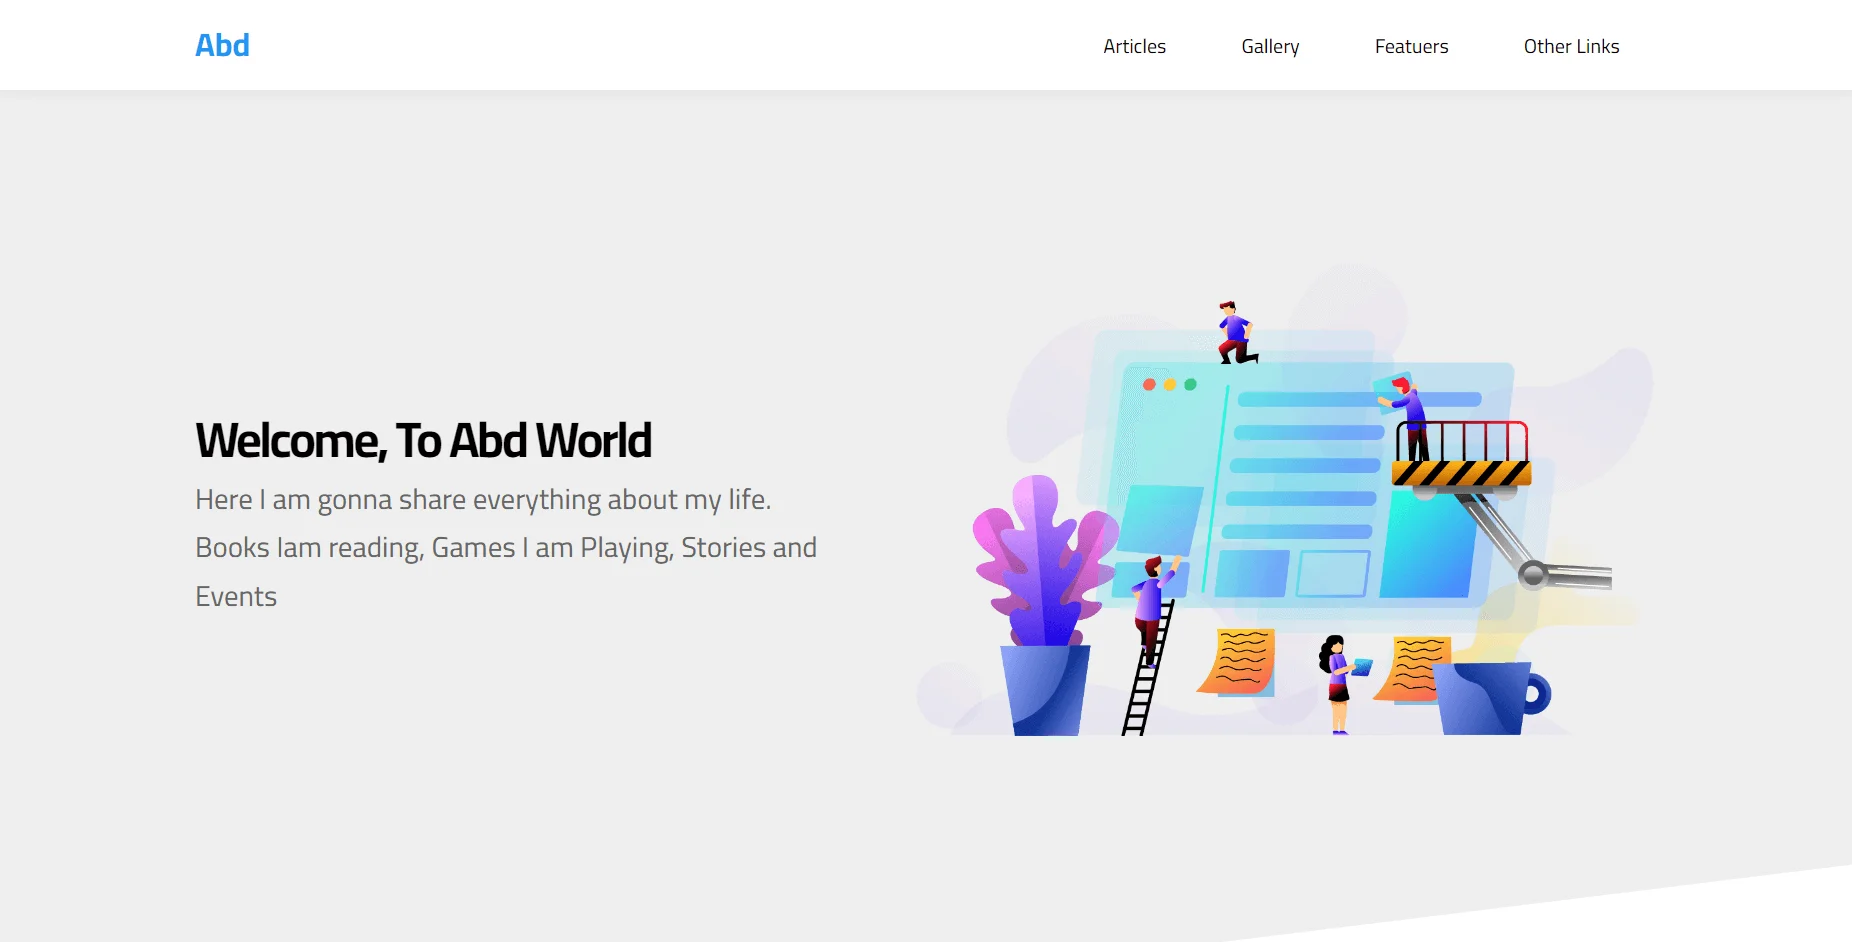 Abd
Articles
Gallery
Featuers
Other Links
Welcome, To Abd World
Here I am gonna share everything about my life.
Books Iam reading, Games I am Playing, Stories and
Events